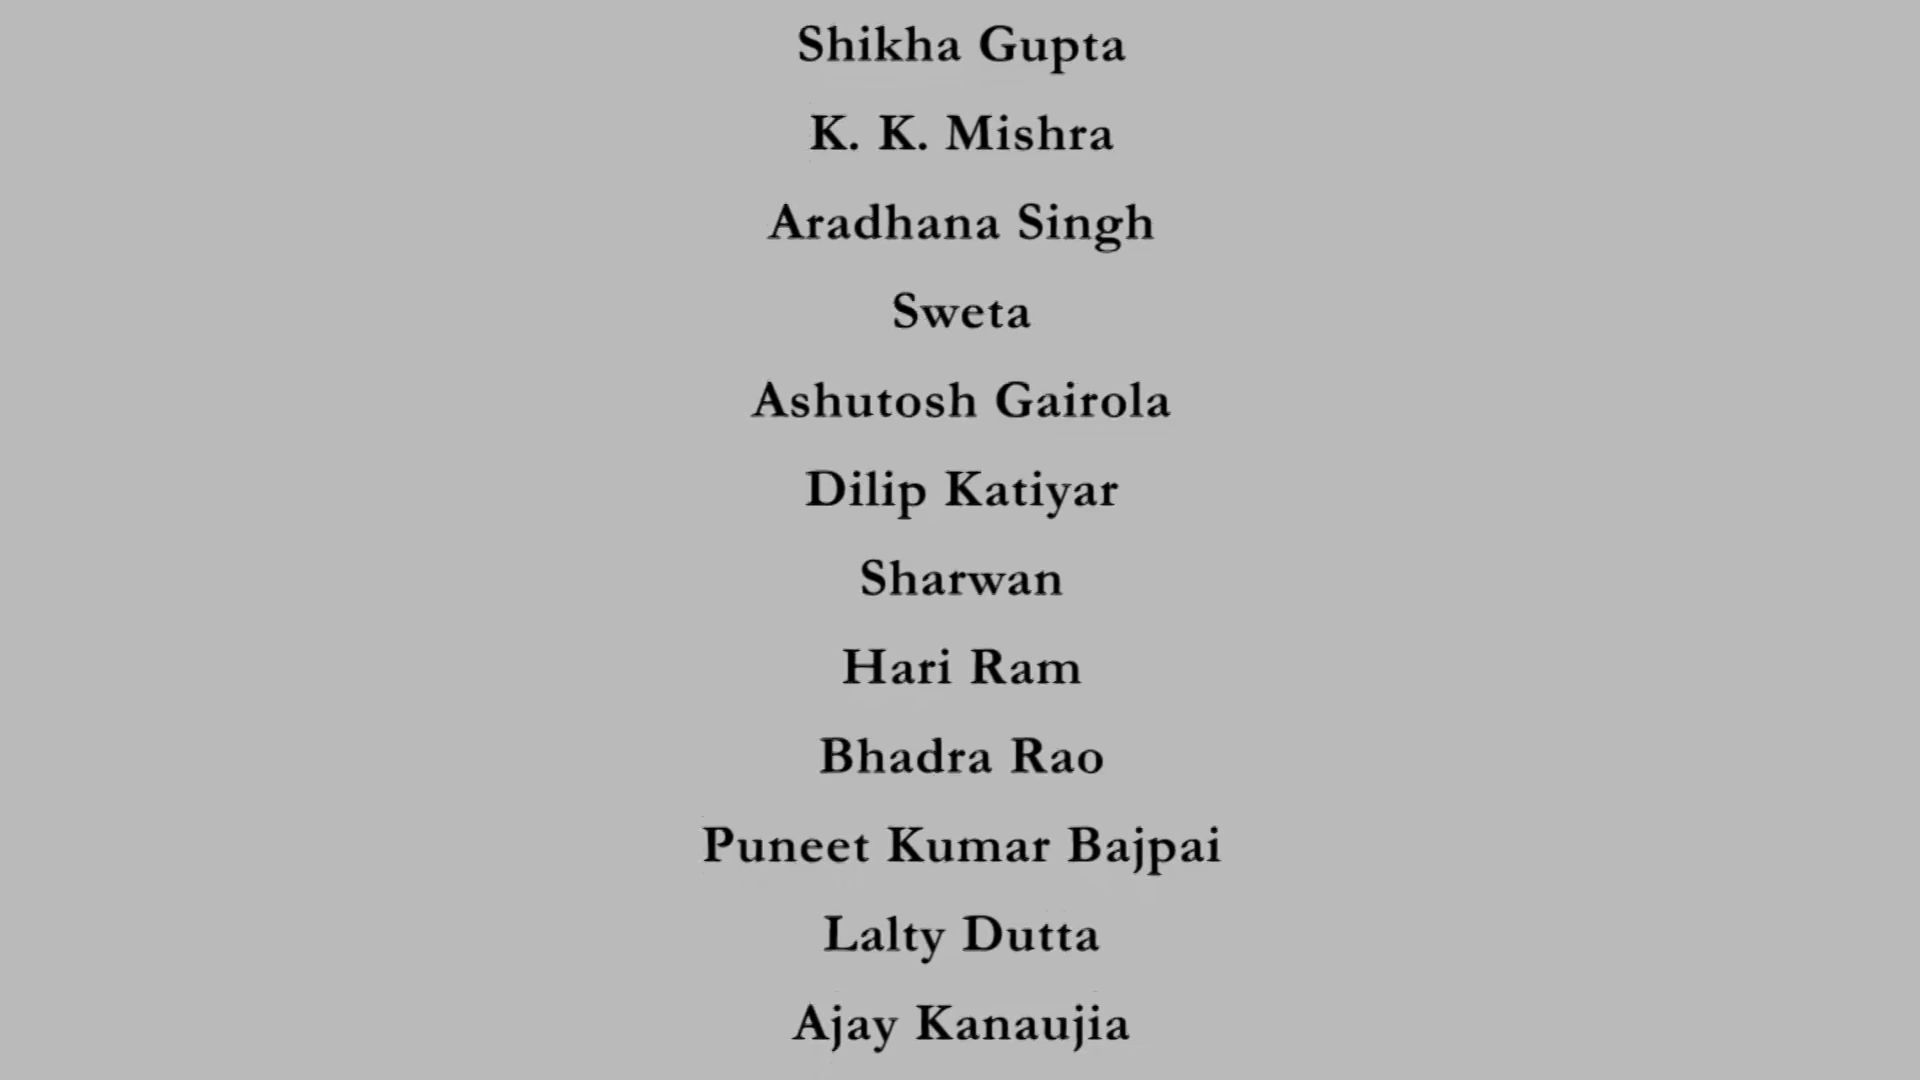 Shikha Gupta
K. K. Mishra
Aradhana Singh
Sweta
Ashutosh Gairola
Dilip Katiyar
Sharwan
Hari Ram
Bhadra Rao
Puneet Kumar Bajpai
Lalty Dutta
Ajay Kanaujia